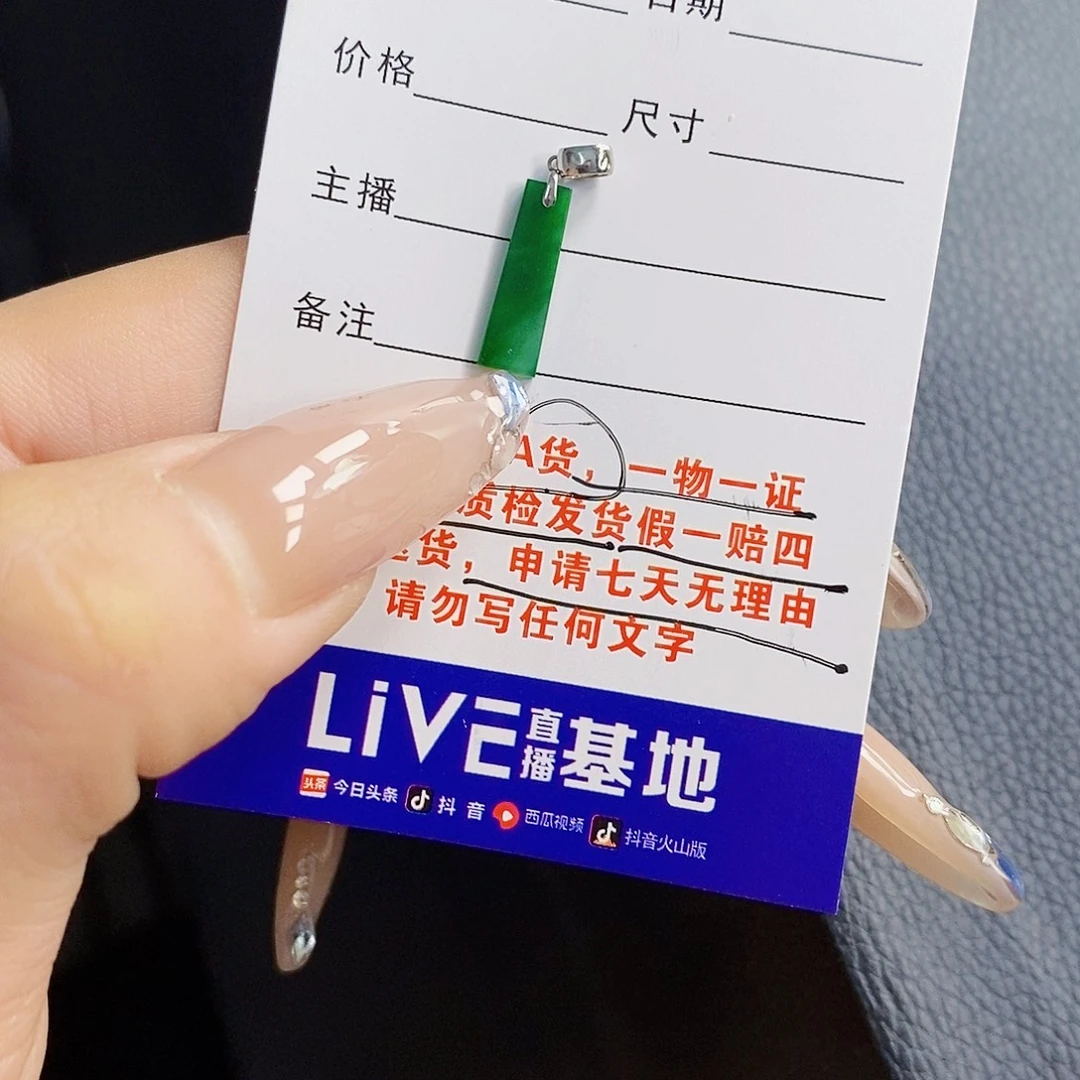 日期
价格
尺寸
主播
备注
A货，一物一证
质检发货假一赔四
货，申请七天无理由
请勿写任何文字
LiVE直播基地
头条 今日头条 抖音 西瓜视频 抖音火山版